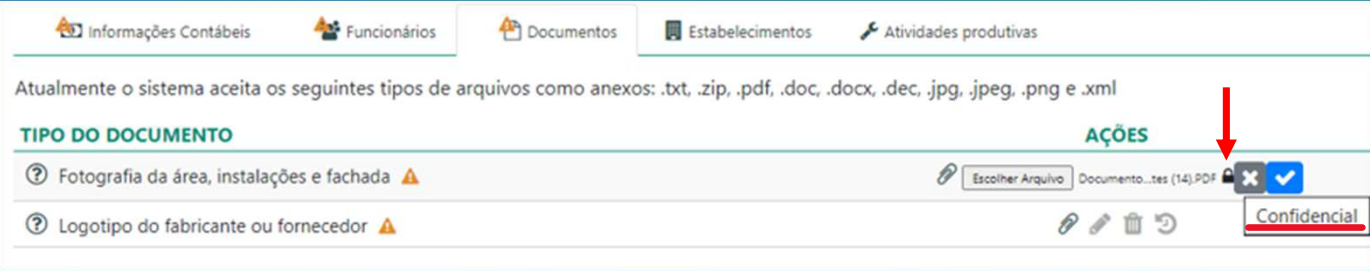 Informações Contábeis Funcionários Documentos Estabelecimentos Atividades produtivas
Atualmente o sistema aceita os seguintes tipos de arquivos como anexos: .txt, .zip, .pdf, .doc, .docx, .dec, .jpg, .jpeg, .png e .xml
TIPO DO DOCUMENTO AÇÕES
Fotografia da área, instalações e fachada Escolher Arquivo Documento...tes (14).PDF
Confidencial
Logotipo do fabricante ou fornecedor